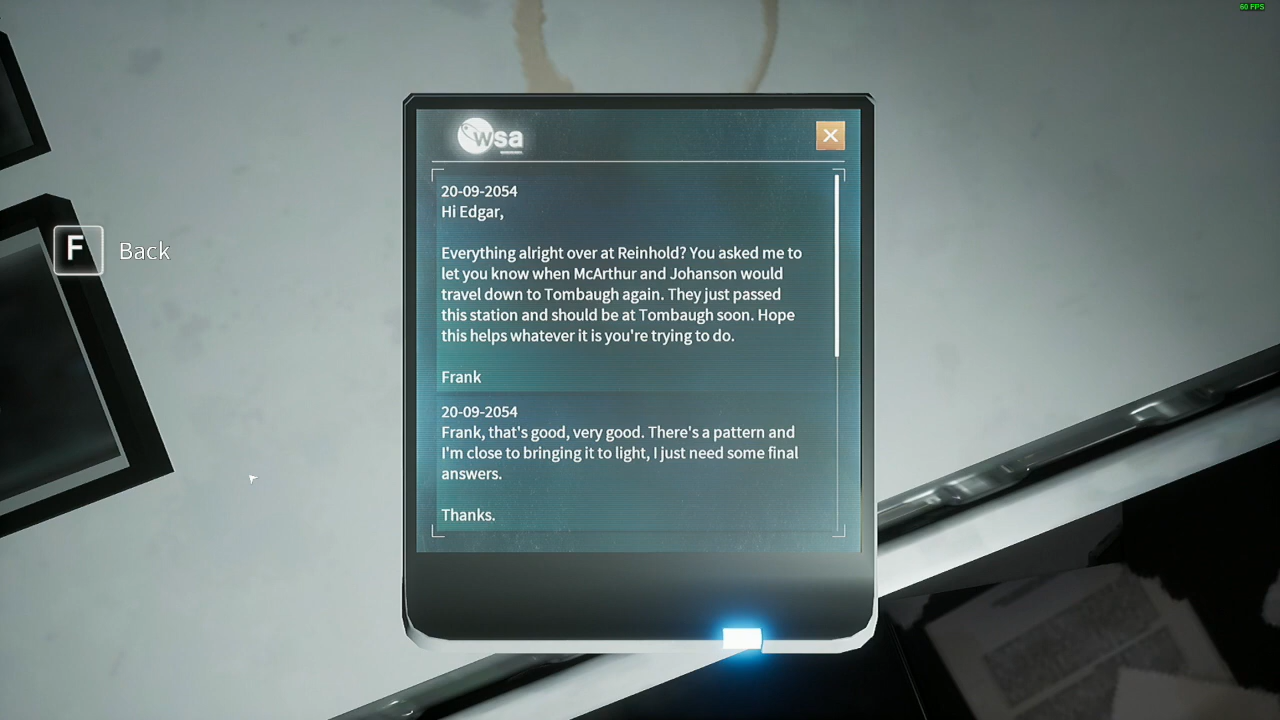 60 FPS
wsa
20-09-2054
Hi Edgar,
Everything alright over at Reinhold? You asked me to
let you know when McArthur and Johanson would
travel down to Tombaugh again. They just passed
this station and should be at Tombaugh soon. Hope
this helps whatever it is you're trying to do.
Frank
20-09-2054
Frank, that's good, very good. There's a pattern and
I'm close to bringing it to light, I just need some final
answers.
Thanks.
F Back